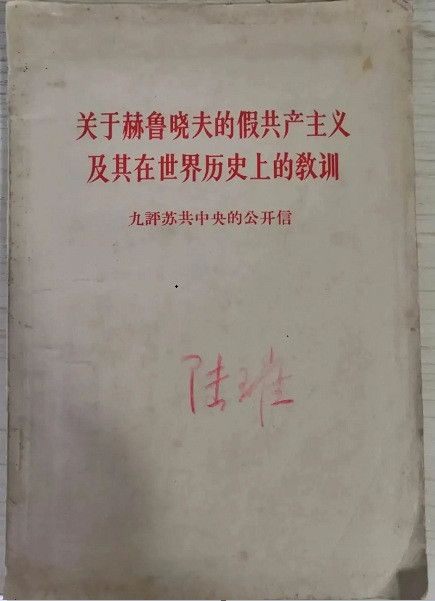 关于赫鲁晓夫的假共产主义
及其在世界历史上的教训
九評苏共中央的公开信